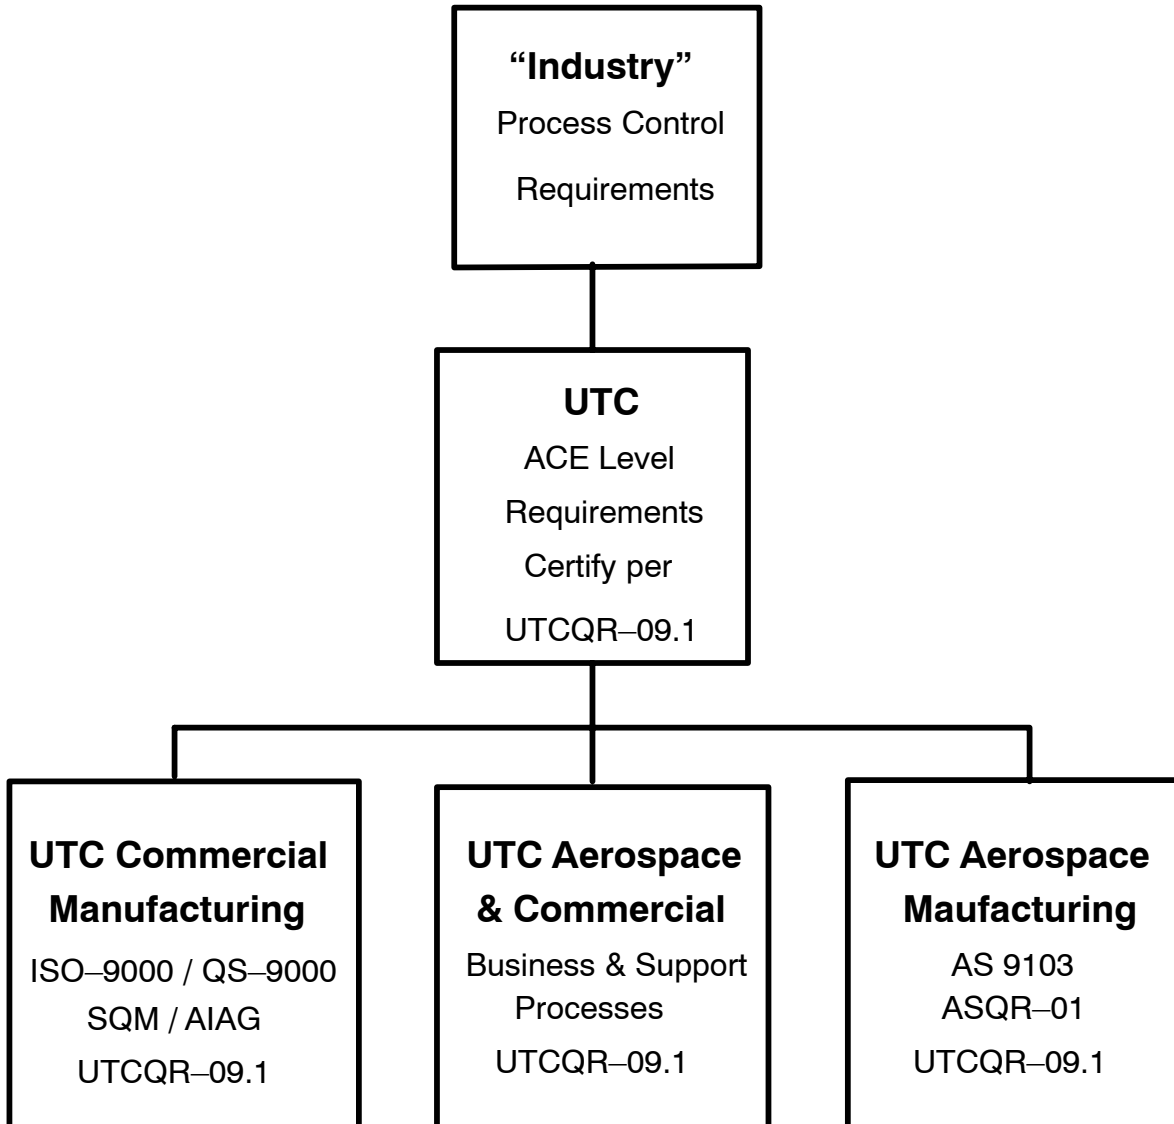 “Industry”
Process Control
Requirements
UTC
ACE Level
Requirements
Certify per
UTCQR–09.1
UTC Commercial
Manufacturing
ISO–9000 / QS–9000
SQM / AIAG
UTCQR–09.1
UTC Aerospace
& Commercial
Business & Support
Processes
UTCQR–09.1
UTC Aerospace
Maufacturing
AS 9103
ASQR–01
UTCQR–09.1